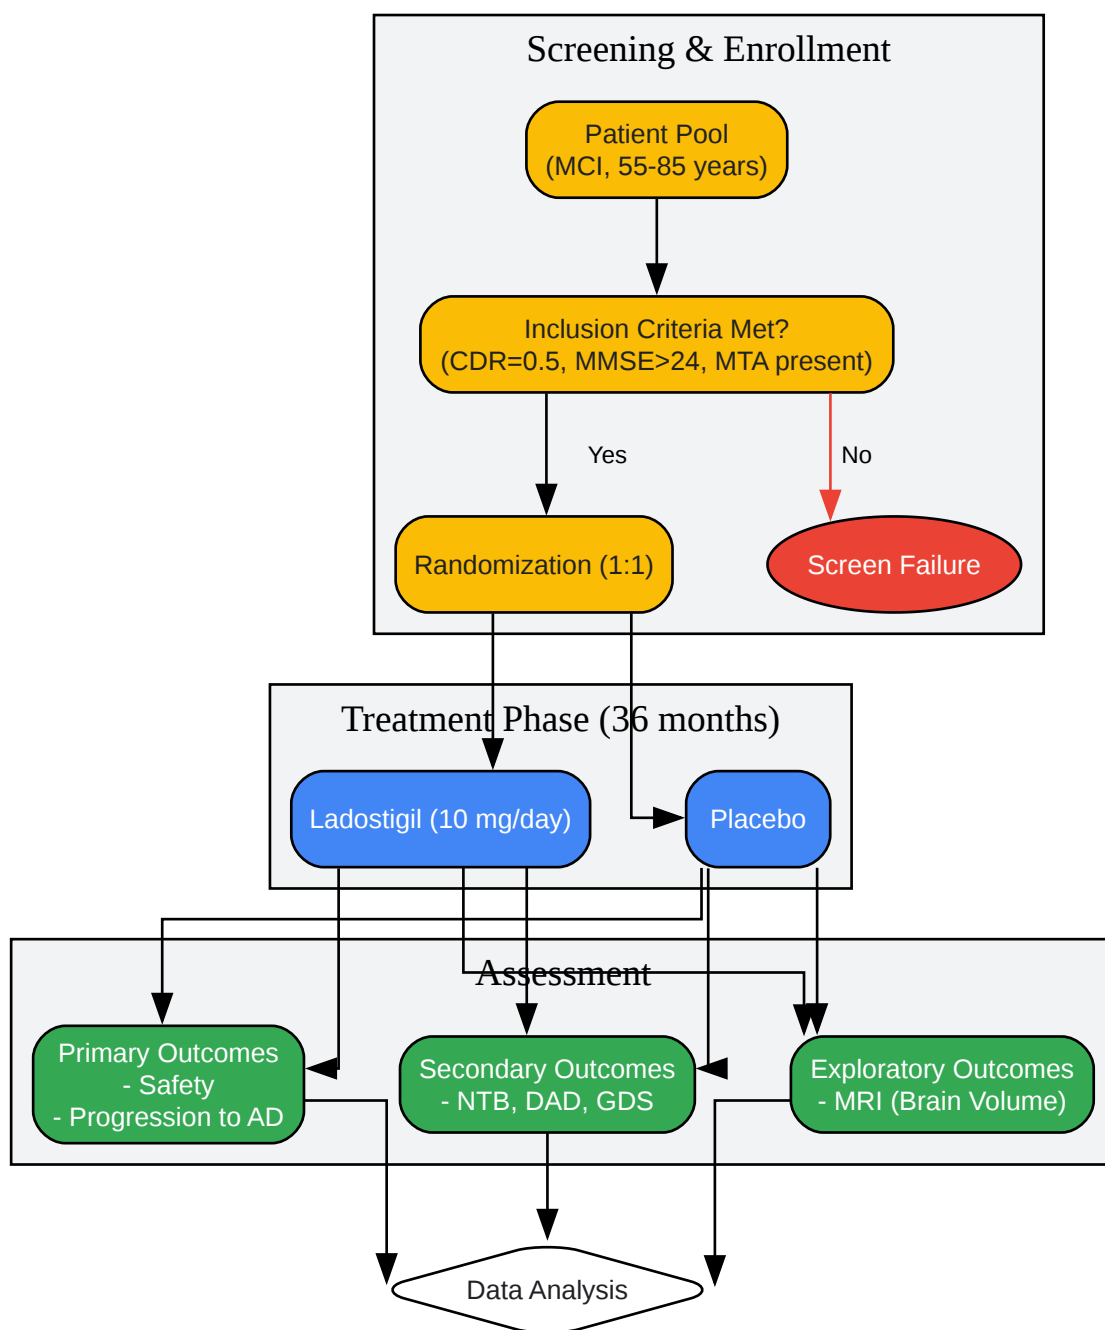 Screening & Enrollment
Patient Pool
(MCI, 55-85 years)
Inclusion Criteria Met?
(CDR=0.5, MMSE>24, MTA present)
Yes
No
Randomization (1:1)
Screen Failure
Treatment Phase (36 months)
Ladostigil (10 mg/day)
Placebo
Assessment
Primary Outcomes
- Safety
- Progression to AD
Secondary Outcomes
- NTB, DAD, GDS
Exploratory Outcomes
- MRI (Brain Volume)
Data Analysis